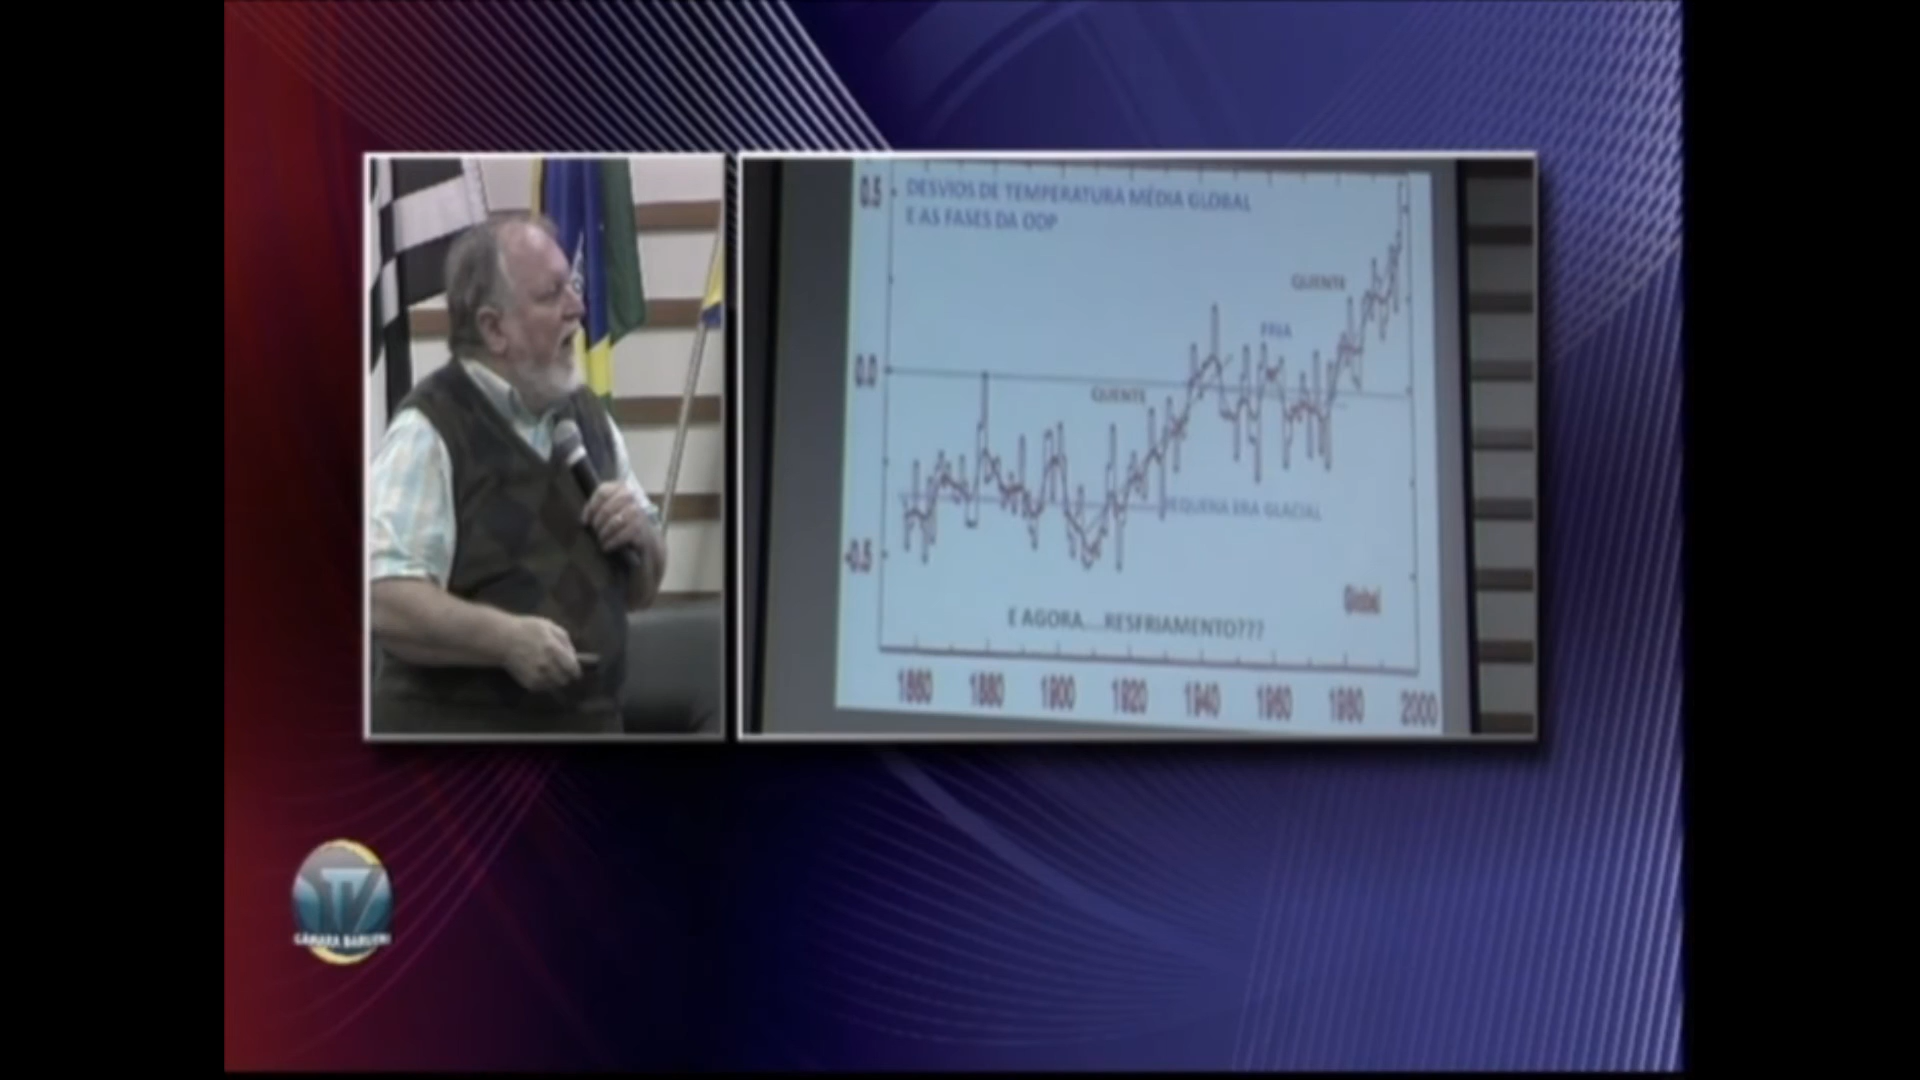 0.5
DESVIOS DE TEMPERATURA MÉDIA GLOBAL
E AS FASES DA ODP
QUENTE
FRIA
0.0
QUENTE
PEQUENA ERA GLACIAL
-0.5
Global
E AGORA....RESFRIAMENTO???
1860 1880 1900 1920 1940 1960 1980 2000
TV
CÂMARA BARUERI